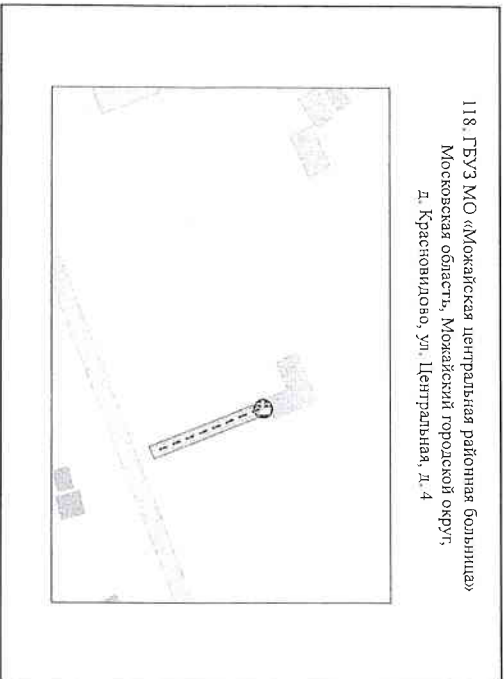 118. ГБУЗ МО «Можайская центральная районная больница»
Московская область, Можайский городской округ,
д. Красновидово, ул. Центральная, д. 4